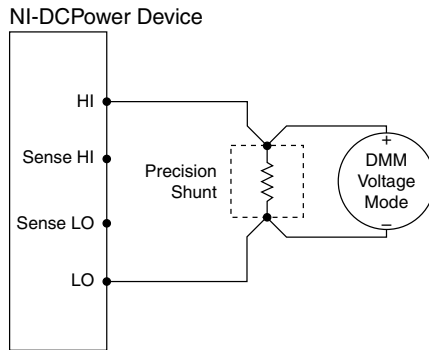 NI-DCPower Device
HI
Sense HI
Sense LO
LO
Precision
Shunt
+
DMM
Voltage
Mode
–